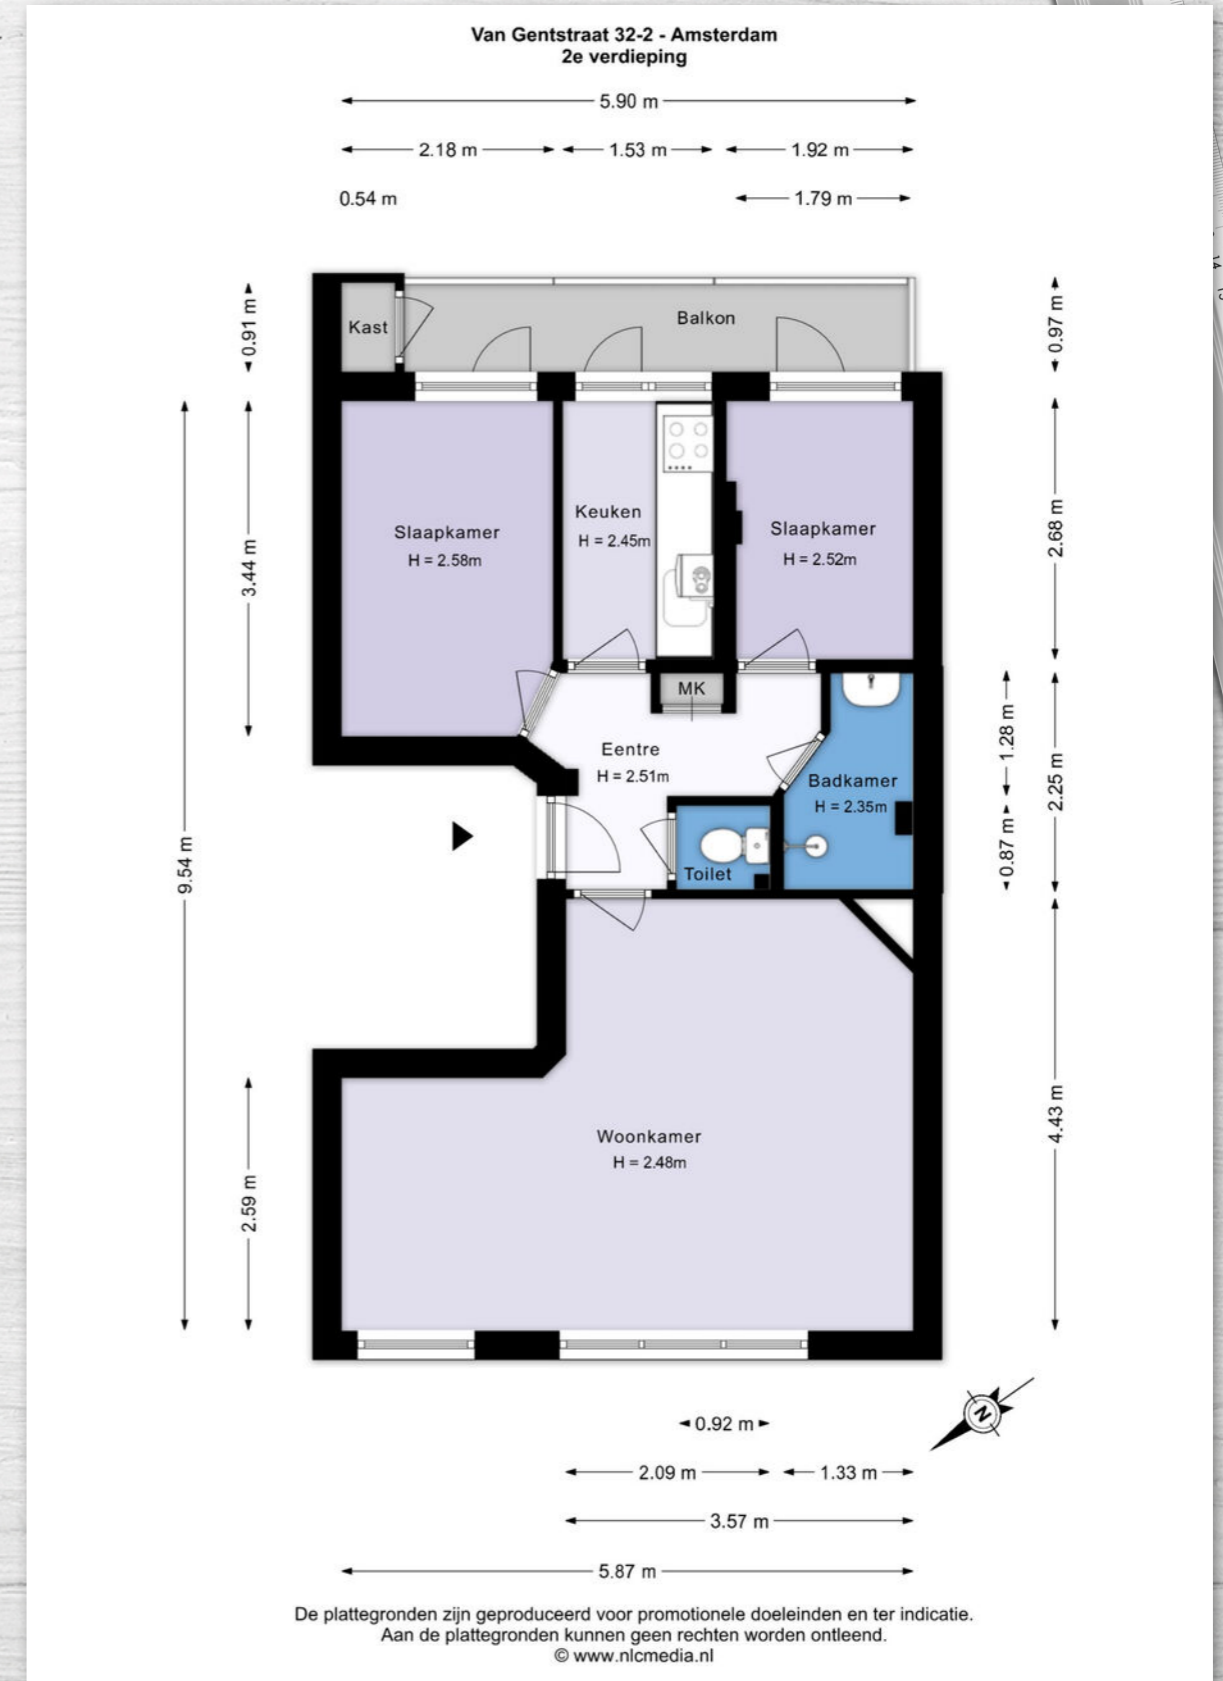 Van Gentstraat 32-2 - Amsterdam
2e verdieping
5.90 m
2.18 m
1.53 m
1.92 m
0.54 m
1.79 m
0.91 m
0.97 m
Kast
Balkon
9.54 m
3.44 m
2.68 m
Slaapkamer
H = 2.58m
Keuken
H = 2.45m
Slaapkamer
H = 2.52m
MK
Eentre
H = 2.51m
Badkamer
H = 2.35m
Toilet
1.28 m
0.87 m
2.25 m
Woonkamer
H = 2.48m
2.59 m
4.43 m
N
0.92 m
2.09 m
1.33 m
3.57 m
5.87 m
De plattegronden zijn geproduceerd voor promotionele doeleinden en ter indicatie.
Aan de plattegronden kunnen geen rechten worden ontleend.
© www.nlcmedia.nl